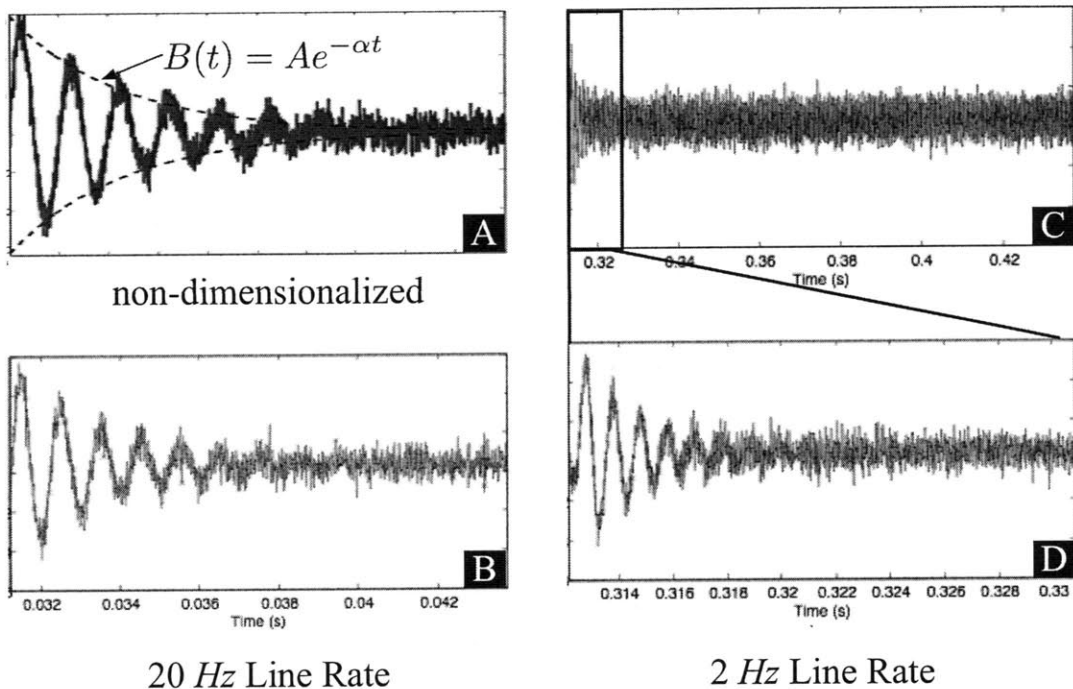 B(t) = Ae^{-αt}
A
non-dimensionalized
0.032 0.034 0.036 0.038 0.04 0.042
Time (s)
B
20 Hz Line Rate
C
0.32 0.34 0.36 0.38 0.4 0.42
Time (s)
0.314 0.316 0.318 0.32 0.322 0.324 0.326 0.328 0.33
Time (s)
D
2 Hz Line Rate